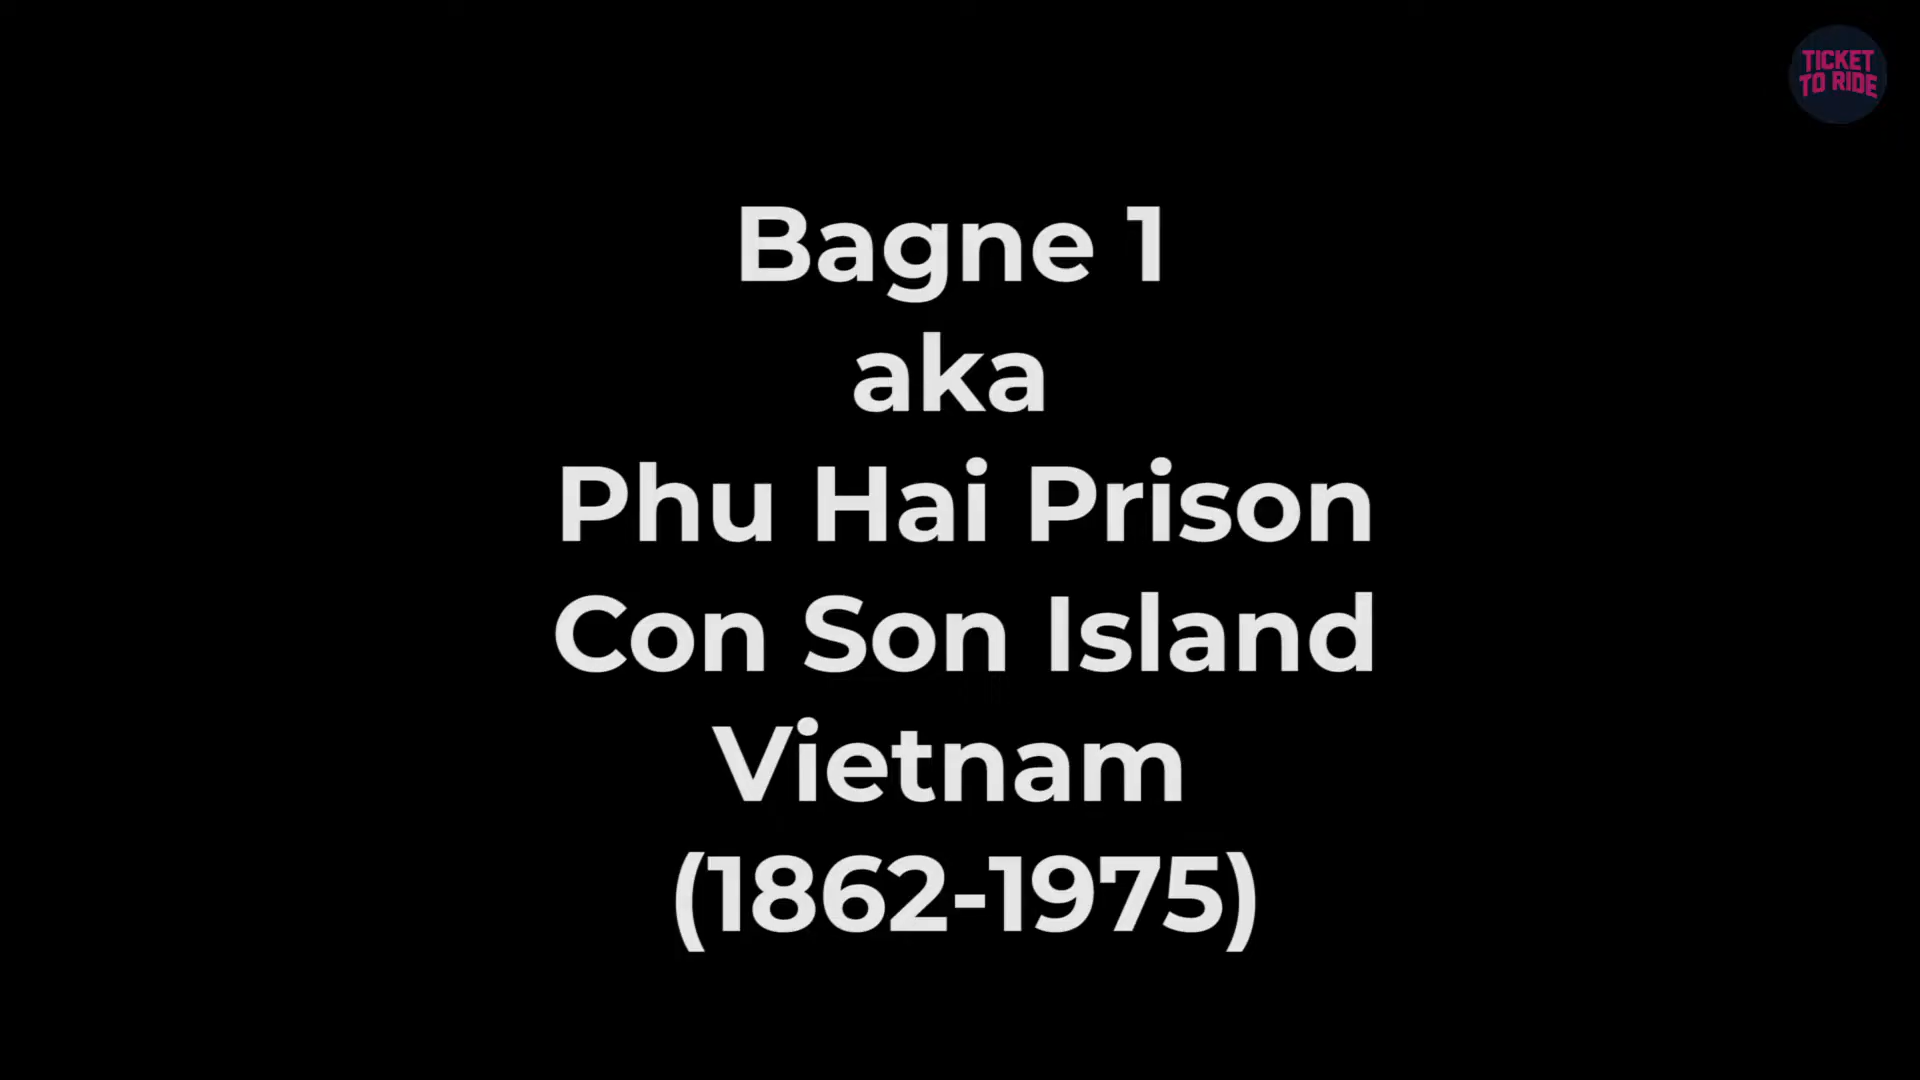 TICKET
TO RIDE
Bagne 1
aka
Phu Hai Prison
Con Son Island
Vietnam
(1862-1975)